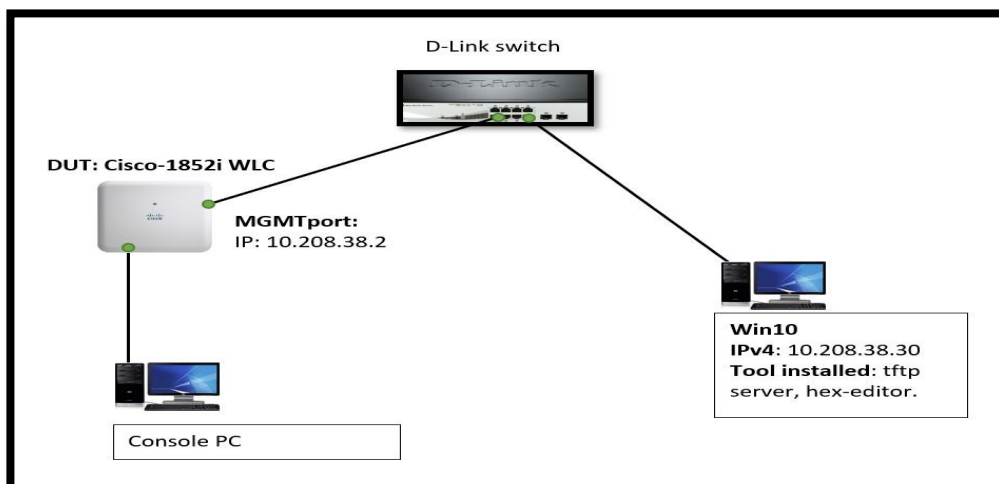 D-Link switch
D-Link
DUT: Cisco-1852i WLC
MGMTport:
IP: 10.208.38.2
Win10
IPv4: 10.208.38.30
Tool installed: tftp
server, hex-editor.
Console PC